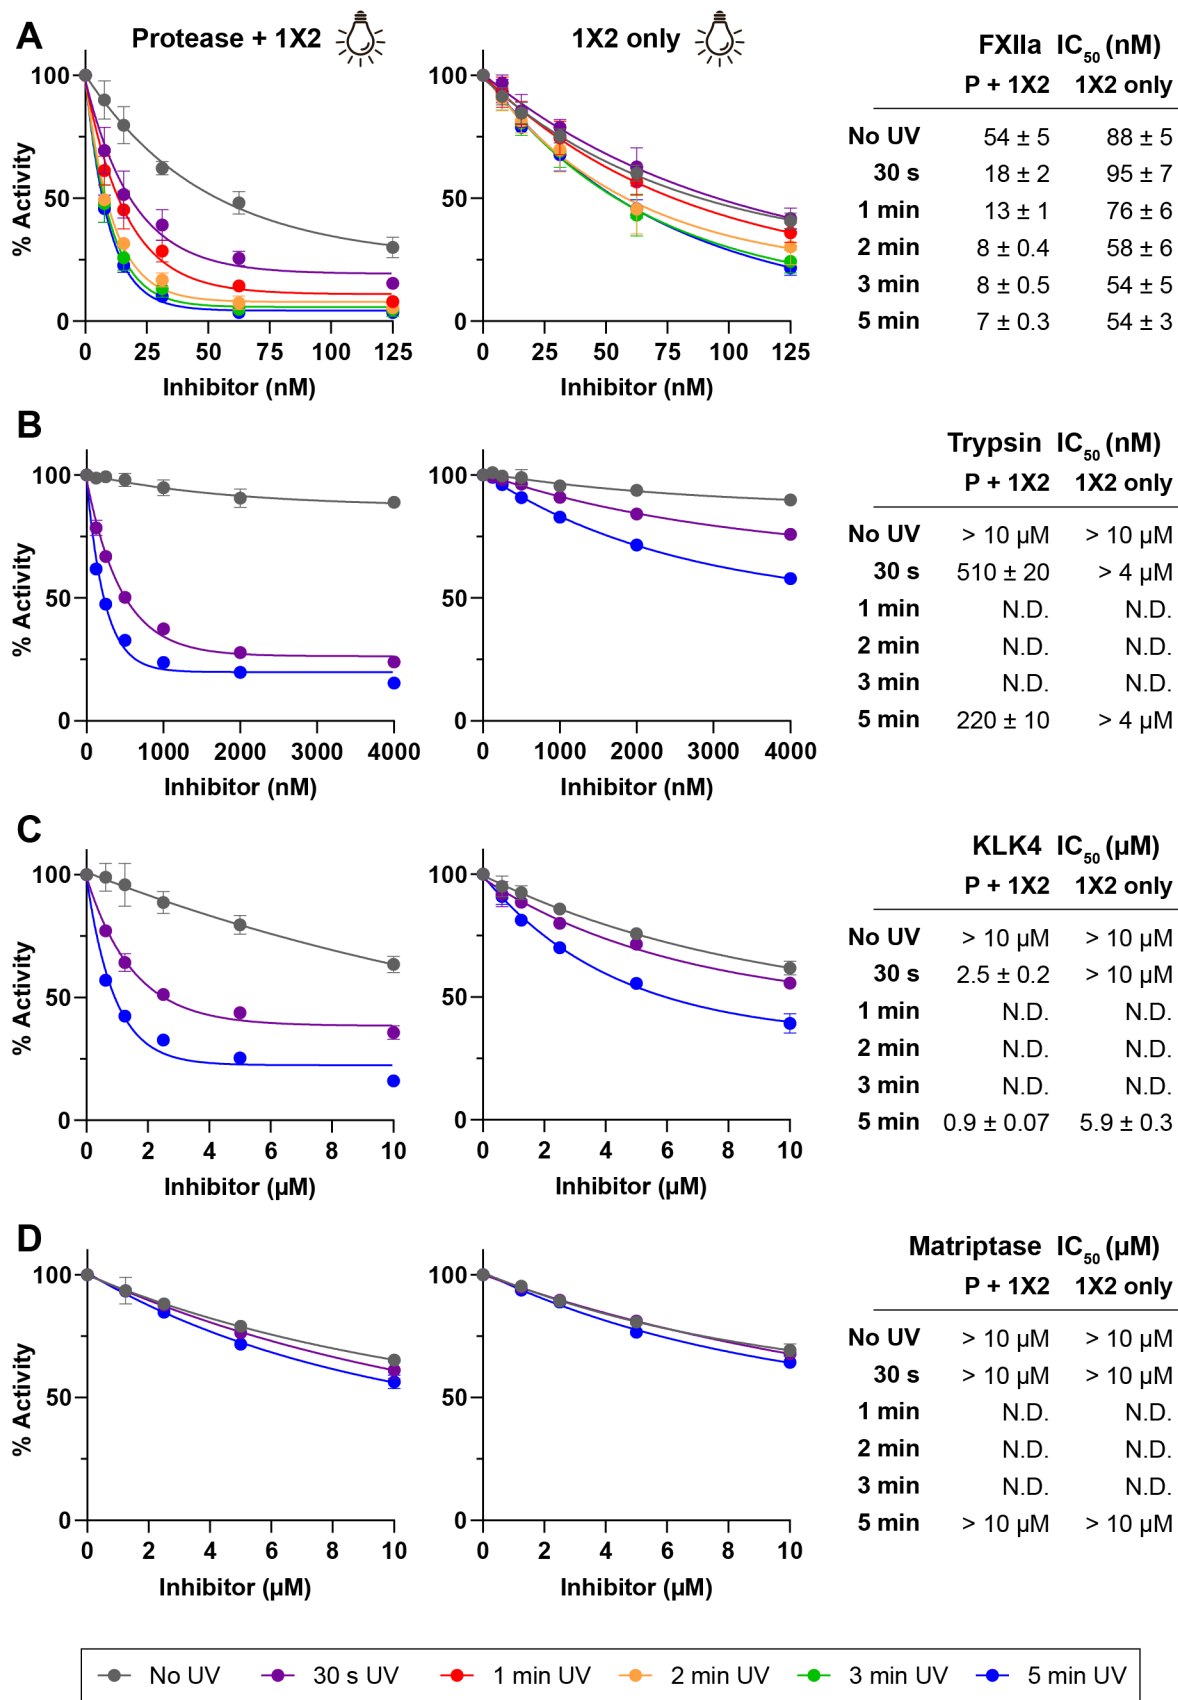 A
Protease + 1X2
1X2 only
FXIIa IC50 (nM)
P + 1X2 1X2 only
No UV 54 ± 5 88 ± 5
30 s 18 ± 2 95 ± 7
1 min 13 ± 1 76 ± 6
2 min 8 ± 0.4 58 ± 6
3 min 8 ± 0.5 54 ± 5
5 min 7 ± 0.3 54 ± 3
% Activity
100
50
0
0 25 50 75 100 125
Inhibitor (nM)
100
50
0
0 25 50 75 100 125
Inhibitor (nM)
B
Trypsin IC50 (nM)
P + 1X2 1X2 only
No UV > 10 µM > 10 µM
30 s 510 ± 20 > 4 µM
1 min N.D. N.D.
2 min N.D. N.D.
3 min N.D. N.D.
5 min 220 ± 10 > 4 µM
% Activity
100
50
0
0 1000 2000 3000 4000
Inhibitor (nM)
100
50
0
0 1000 2000 3000 4000
Inhibitor (nM)
C
KLK4 IC50 (µM)
P + 1X2 1X2 only
No UV > 10 µM > 10 µM
30 s 2.5 ± 0.2 > 10 µM
1 min N.D. N.D.
2 min N.D. N.D.
3 min N.D. N.D.
5 min 0.9 ± 0.07 5.9 ± 0.3
% Activity
100
50
0
0 2 4 6 8 10
Inhibitor (µM)
100
50
0
0 2 4 6 8 10
Inhibitor (µM)
D
Matriptase IC50 (µM)
P + 1X2 1X2 only
No UV > 10 µM > 10 µM
30 s > 10 µM > 10 µM
1 min N.D. N.D.
2 min N.D. N.D.
3 min N.D. N.D.
5 min > 10 µM > 10 µM
% Activity
100
50
0
0 2 4 6 8 10
Inhibitor (µM)
100
50
0
0 2 4 6 8 10
Inhibitor (µM)
No UV 30 s UV 1 min UV 2 min UV 3 min UV 5 min UV